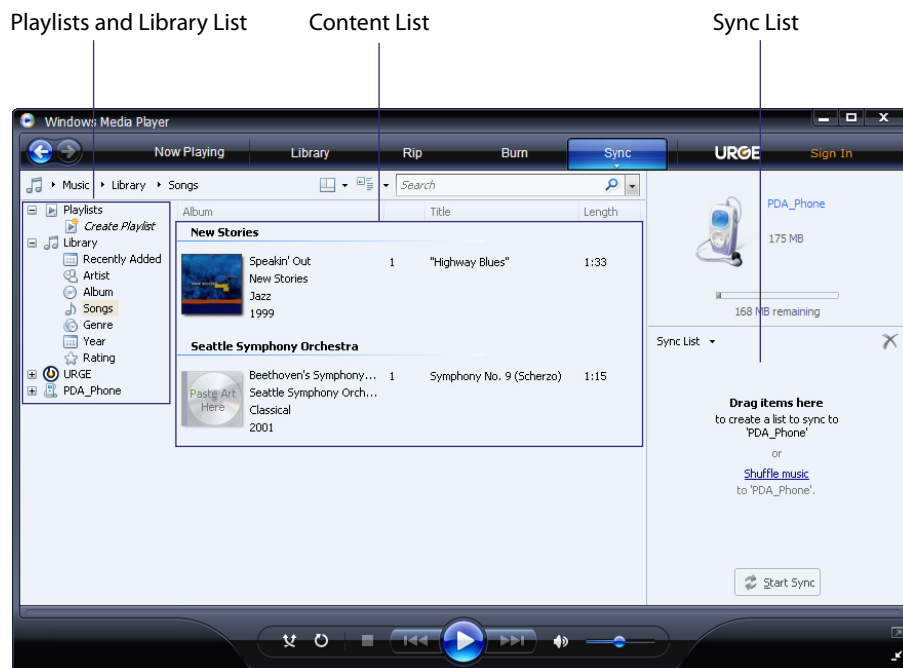 Playlists and Library List
Content List
Sync List
Windows Media Player
Now Playing
Library
Rip
Burn
Sync
URGE
Sign In
Music Library Songs
Search
Playlists
Create Playlist
Library
Recently Added
Artist
Album
Songs
Genre
Year
Rating
URGE
PDA_Phone
Album
Title
Length
New Stories
Speakin' Out 1 "Highway Blues" 1:33
New Stories
Jazz
1999
Seattle Symphony Orchestra
Paste Art
Here
Beethoven's Symphony... 1 Symphony No. 9 (Scherzo) 1:15
Seattle Symphony Orch...
Classical
2001
PDA_Phone
175 MB
168 MB remaining
Sync List
Drag items here
to create a list to sync to
'PDA_Phone'
or
Shuffle music
to 'PDA_Phone'.
Start Sync